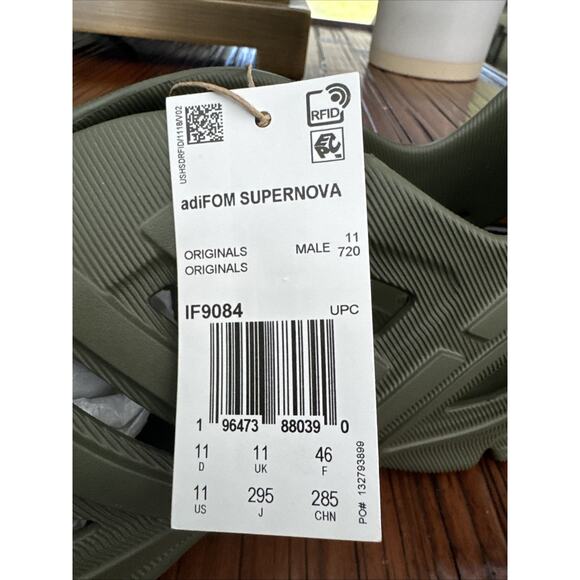 USHSDRFID/1118/V02
RFID
EPC
adiFOM SUPERNOVA
ORIGINALS MALE 11
ORIGINALS 720
IF9084 UPC
1 96473 88039 0
11 11 46
D UK F
11 295 285
US J CHN
PO# 132793899